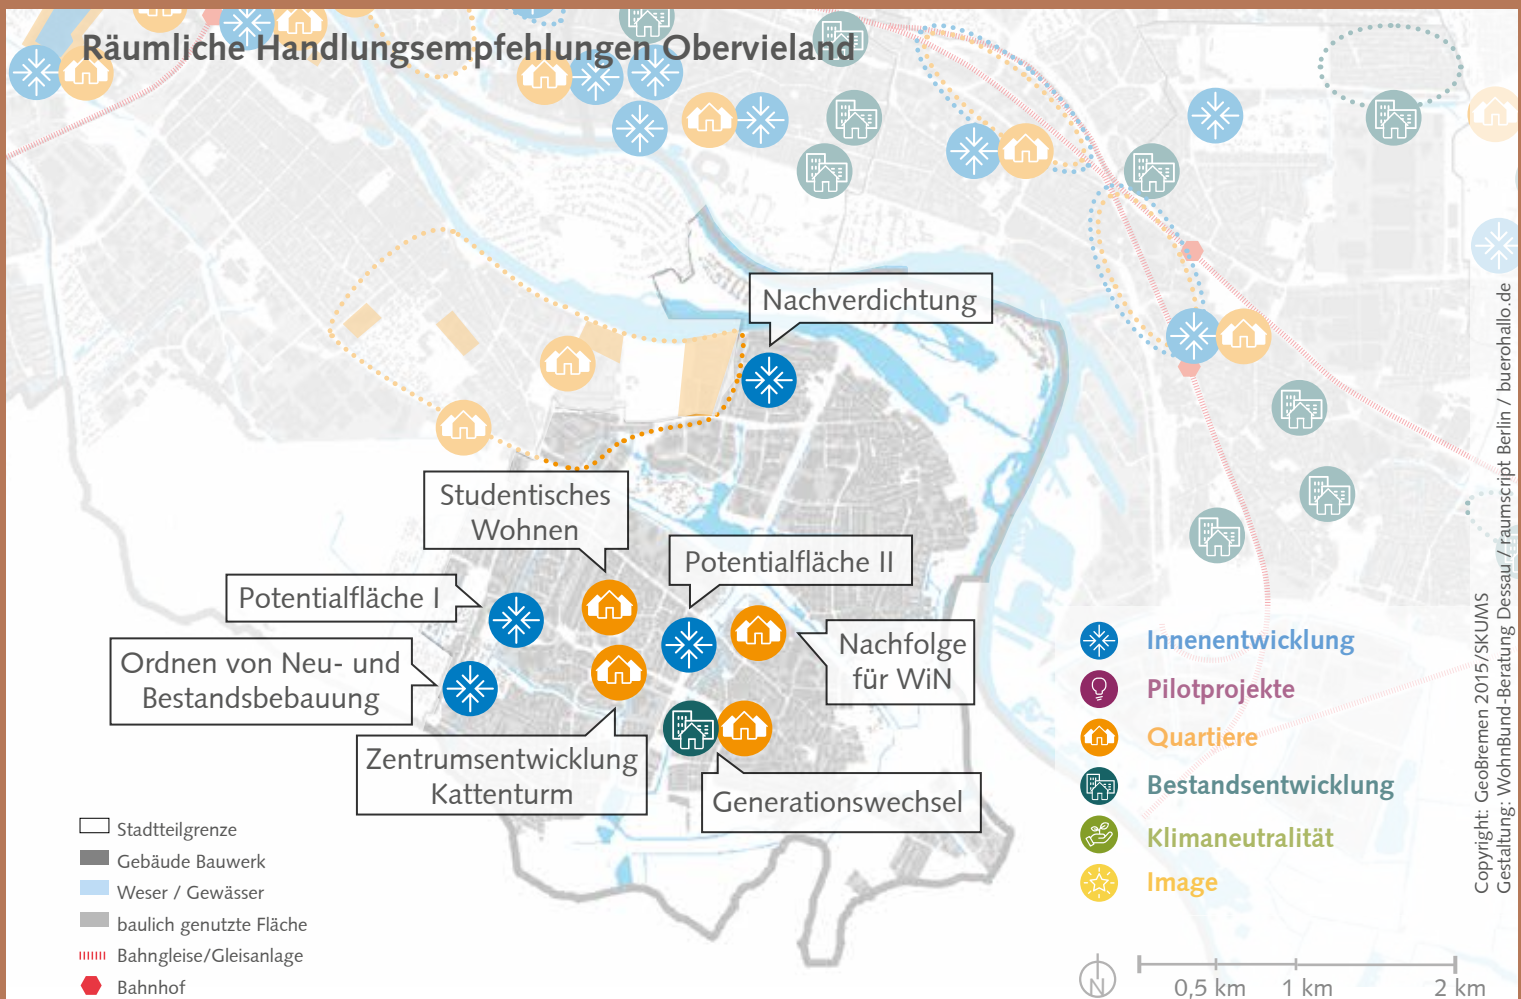 Räumliche Handlungsempfehlungen Obervieland
Nachverdichtung
Studentisches
Wohnen
Potentialfläche II
Potentialfläche I
Nachfolge
für WiN
Ordnen von Neu- und
Bestandsbebauung
Zentrumsentwicklung
Kattenturm
Generationswechsel
Innenentwicklung
Pilotprojekte
Quartiere
Bestandsentwicklung
Klimaneutralität
Image
Stadtteilgrenze
Gebäude Bauwerk
Weser / Gewässer
baulich genutzte Fläche
Bahngleise/Gleisanlage
Bahnhof
N
0,5 km 1 km 2 km
Copyright: GeoBremen 2015/SKUMS
Gestaltung: WohnBund-Beratung Dessau / raumscript Berlin / buerohallo.de